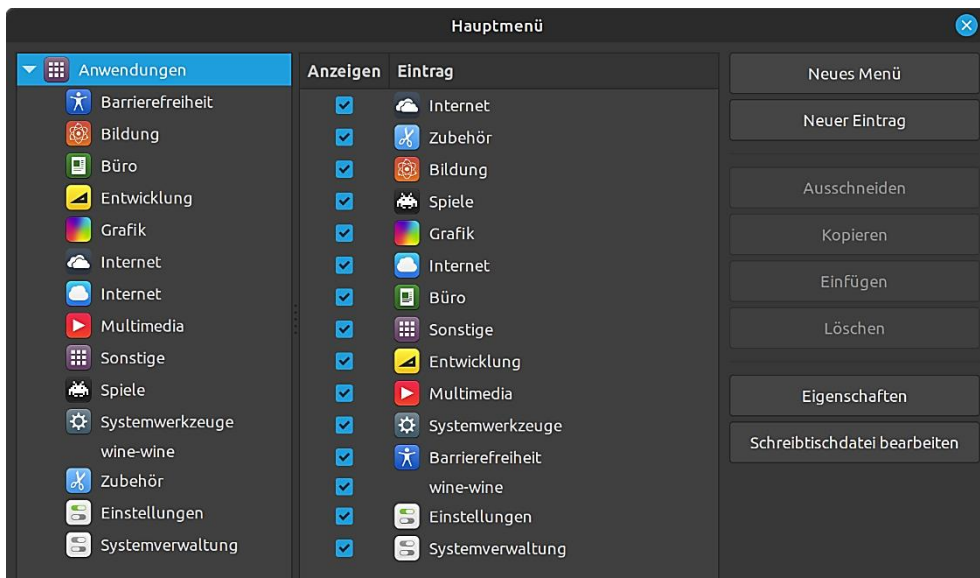 Hauptmenü
Anwendungen
Barrierefreiheit
Bildung
Büro
Entwicklung
Grafik
Internet
Internet
Multimedia
Sonstige
Spiele
Systemwerkzeuge
wine-wine
Zubehör
Einstellungen
Systemverwaltung
Anzeigen Eintrag
Internet
Zubehör
Bildung
Spiele
Grafik
Internet
Büro
Sonstige
Entwicklung
Multimedia
Systemwerkzeuge
Barrierefreiheit
wine-wine
Einstellungen
Systemverwaltung
Neues Menü
Neuer Eintrag
Ausschneiden
Kopieren
Einfügen
Löschen
Eigenschaften
Schreibtischdatei bearbeiten